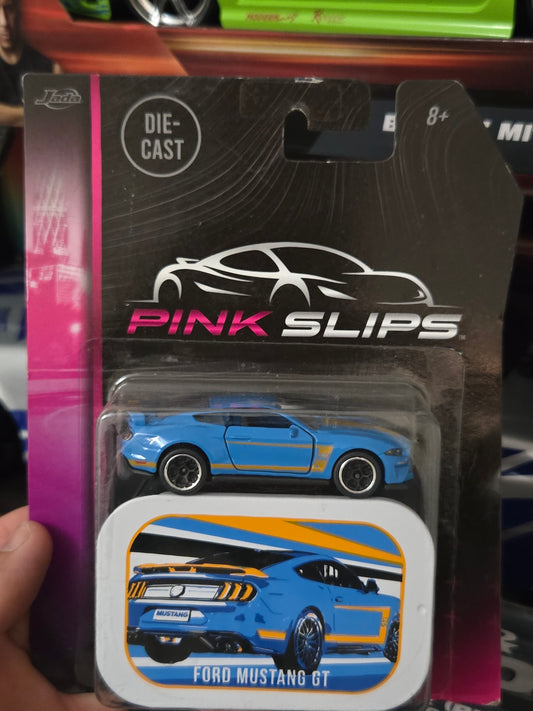 Jada
DIE-
CAST
8+
PINK SLIPS
MUSTANG
FORD MUSTANG GT